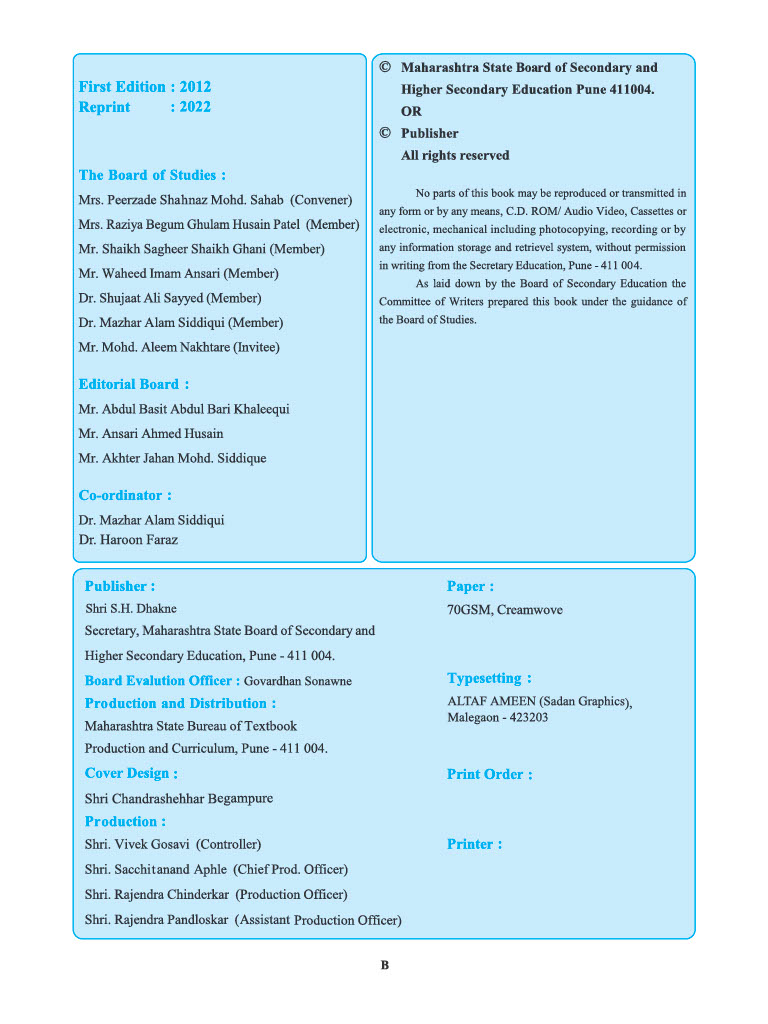 First Edition : 2012
Reprint : 2022
The Board of Studies :
Mrs. Peerzade Shahnaz Mohd. Sahab (Convener)
Mrs. Raziya Begum Ghulam Husain Patel (Member)
Mr. Shaikh Sagheer Shaikh Ghani (Member)
Mr. Waheed Imam Ansari (Member)
Dr. Shujaat Ali Sayyed (Member)
Dr. Mazhar Alam Siddiqui (Member)
Mr. Mohd. Aleem Nakhtare (Invitee)
Editorial Board :
Mr. Abdul Basit Abdul Bari Khaleequi
Mr. Ansari Ahmed Husain
Mr. Akhter Jahan Mohd. Siddique
Co-ordinator :
Dr. Mazhar Alam Siddiqui
Dr. Haroon Faraz
© Maharashtra State Board of Secondary and
Higher Secondary Education Pune 411004.
OR
© Publisher
All rights reserved
No parts of this book may be reproduced or transmitted in
any form or by any means, C.D. ROM/ Audio Video, Cassettes or
electronic, mechanical including photocopying, recording or by
any information storage and retrievel system, without permission
in writing from the Secretary Education, Pune - 411 004.
As laid down by the Board of Secondary Education the
Committee of Writers prepared this book under the guidance of
the Board of Studies.
Publisher :
Shri S.H. Dhakne
Secretary, Maharashtra State Board of Secondary and
Higher Secondary Education, Pune - 411 004.
Board Evalution Officer : Govardhan Sonawne
Production and Distribution :
Maharashtra State Bureau of Textbook
Production and Curriculum, Pune - 411 004.
Cover Design :
Shri Chandrashehhar Begampure
Production :
Shri. Vivek Gosavi (Controller)
Shri. Sacchitanand Aphle (Chief Prod. Officer)
Shri. Rajendra Chinderkar (Production Officer)
Shri. Rajendra Pandloskar (Assistant Production Officer)
Paper :
70GSM, Creamwove
Typesetting :
ALTAF AMEEN (Sadan Graphics),
Malegaon - 423203
Print Order :
Printer :
B